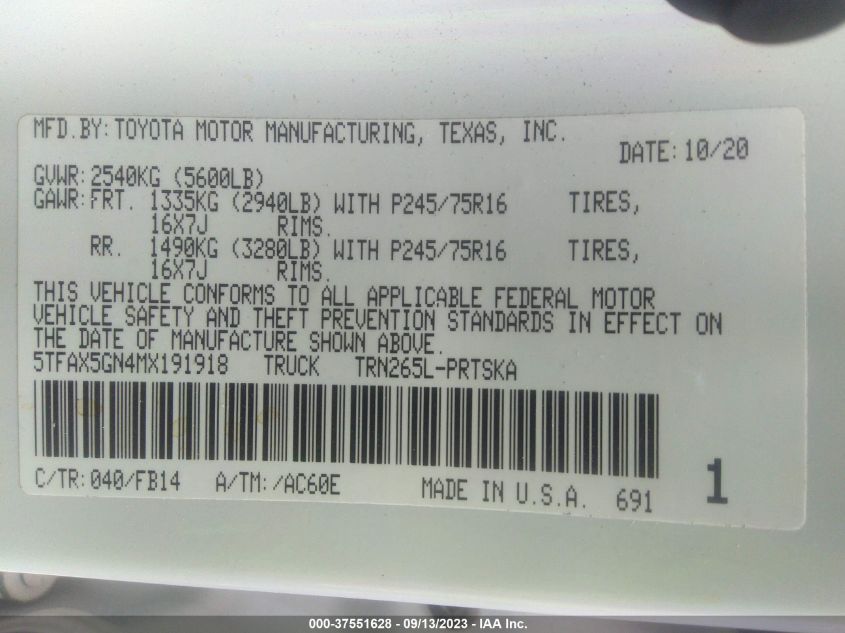 MFD.BY: TOYOTA MOTOR MANUFACTURING, TEXAS, INC.
DATE: 10/20
GVWR: 2540KG (5600LB)
GAWR: FRT. 1335KG (2940LB) WITH P245/75R16 TIRES,
16X7J RIMS.
RR. 1490KG (3280LB) WITH P245/75R16 TIRES,
16X7J RIMS.
THIS VEHICLE CONFORMS TO ALL APPLICABLE FEDERAL MOTOR
VEHICLE SAFETY AND THEFT PREVENTION STANDARDS IN EFFECT ON
THE DATE OF MANUFACTURE SHOWN ABOVE.
5TFAX5GN4MX191918 TRUCK TRN265L-PRTSKA
C/TR: 040/FB14 A/TM: /AC60E MADE IN U.S.A. 691 1
000-37551628 - 09/13/2023 - IAA Inc.